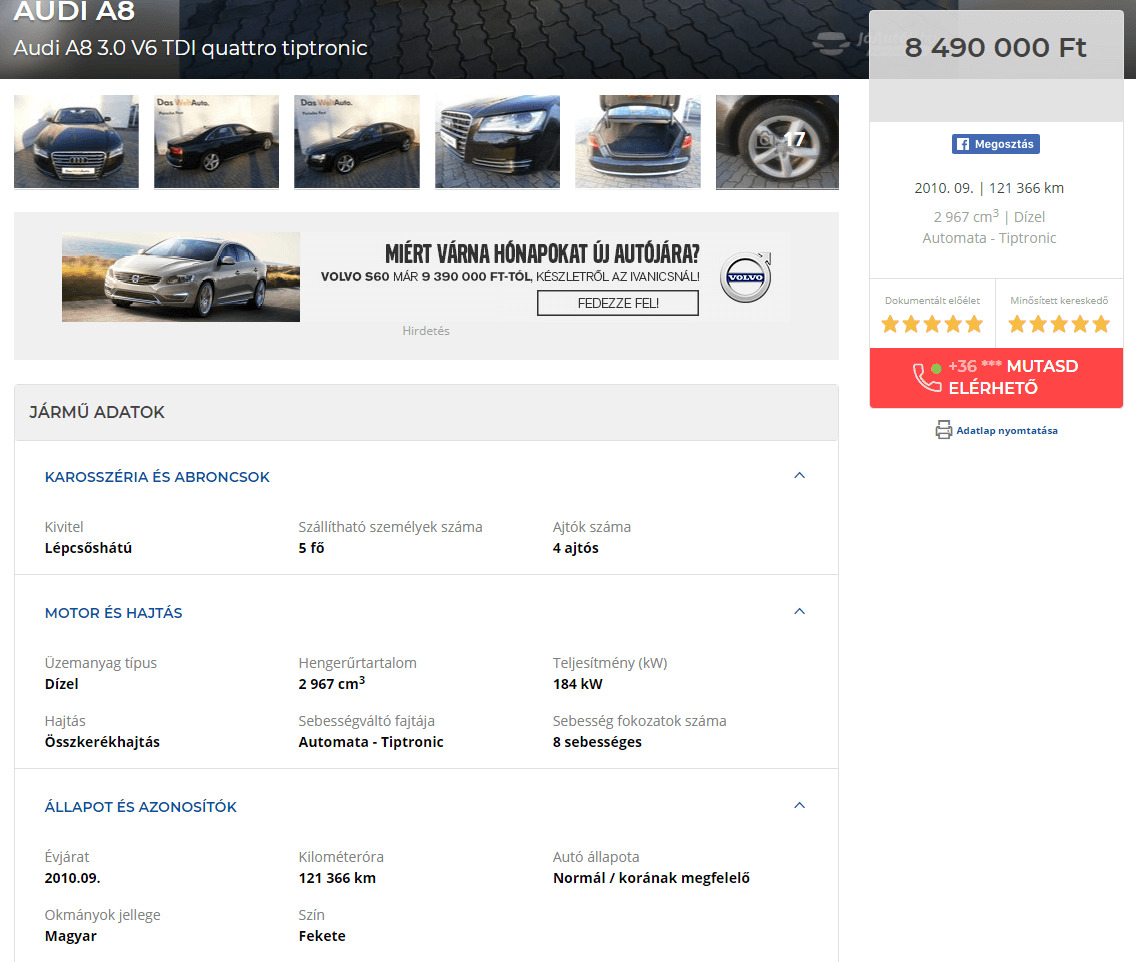 AUDI A8
Audi A8 3.0 V6 TDI quattro tiptronic
8 490 000 Ft
Das WeltAuto.
Das WeltAuto.
17
Megosztás
2010. 09. | 121 366 km
2 967 cm³ | Dízel
Automata - Tiptronic
Dokumentált előélet
Minősített kereskedő
+36 *** MUTASD
ELÉRHETŐ
Adatlap nyomtatása
MIÉRT VÁRNA HÓNAPOKAT ÚJ AUTÓJÁRA?
VOLVO S60 MÁR 9 390 000 FT-TÓL, KÉSZLETRŐL AZ IVANICSNÁL!
FEDEZZE FEL!
VOLVO
Hirdetés
JÁRMŰ ADATOK
KAROSSZÉRIA ÉS ABRONCSOK
Kivitel
Lépcsőshátú
Szállítható személyek száma
5 fő
Ajtók száma
4 ajtós
MOTOR ÉS HAJTÁS
Üzemanyag típus
Dízel
Hengerűrtartalom
2 967 cm³
Teljesítmény (kW)
184 kW
Hajtás
Összkerékhajtás
Sebességváltó fajtája
Automata - Tiptronic
Sebesség fokozatok száma
8 sebességes
ÁLLAPOT ÉS AZONOSÍTÓK
Évjárat
2010.09.
Kilométeróra
121 366 km
Autó állapota
Normál / korának megfelelő
Okmányok jellege
Magyar
Szín
Fekete